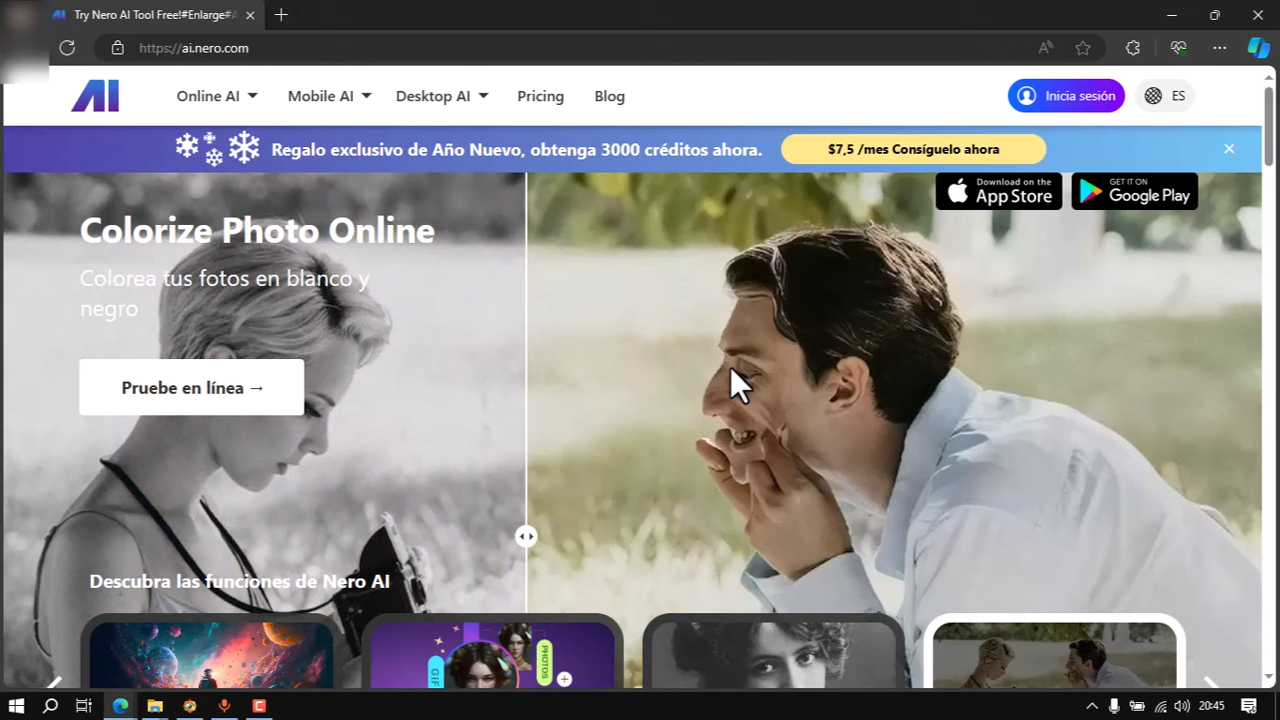 Try Nero AI Tool Free!#Enlarge#
https://ai.nero.com
AI
Online AI
Mobile AI
Desktop AI
Pricing
Blog
Inicia sesión
ES
Regalo exclusivo de Año Nuevo, obtenga 3000 créditos ahora.
$7,5 /mes Consíguelo ahora
Download on the
App Store
GET IT ON
Google Play
Colorize Photo Online
Colorea tus fotos en blanco y
negro
Pruebe en línea →
Descubra las funciones de Nero AI
GIF
PHOTOS
20:45